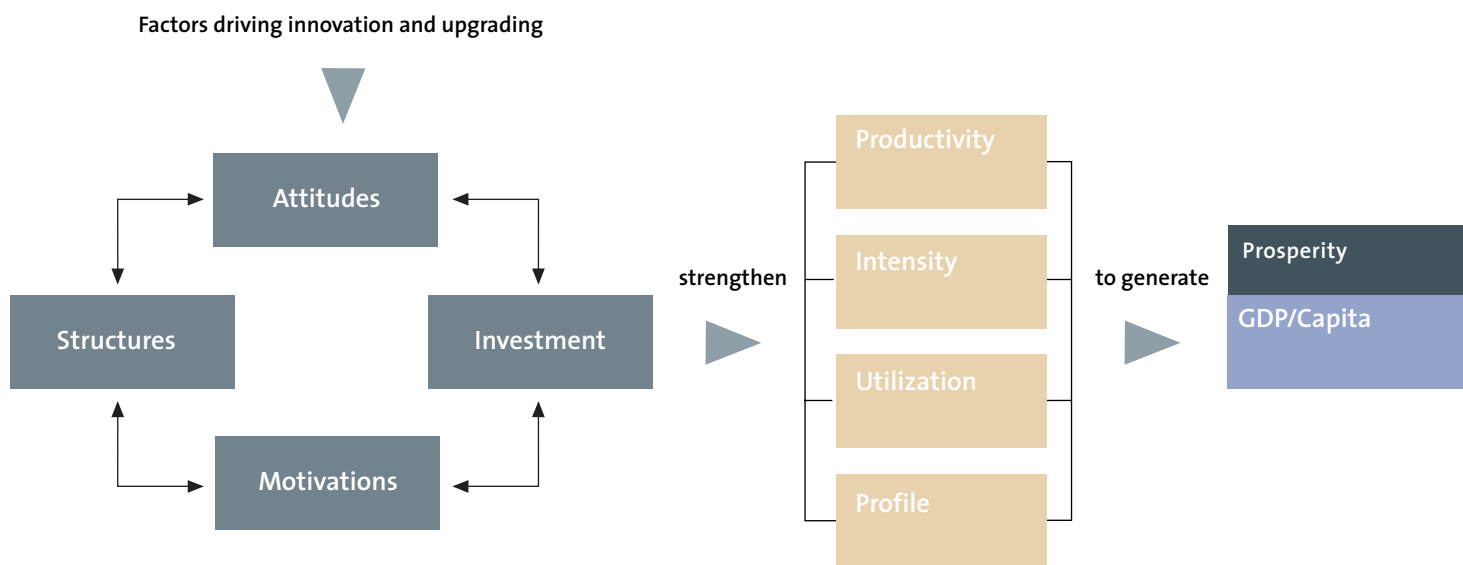 Factors driving innovation and upgrading
Attitudes
Structures
Investment
Motivations
strengthen
Productivity
Intensity
Utilization
Profile
to generate
Prosperity
GDP/Capita